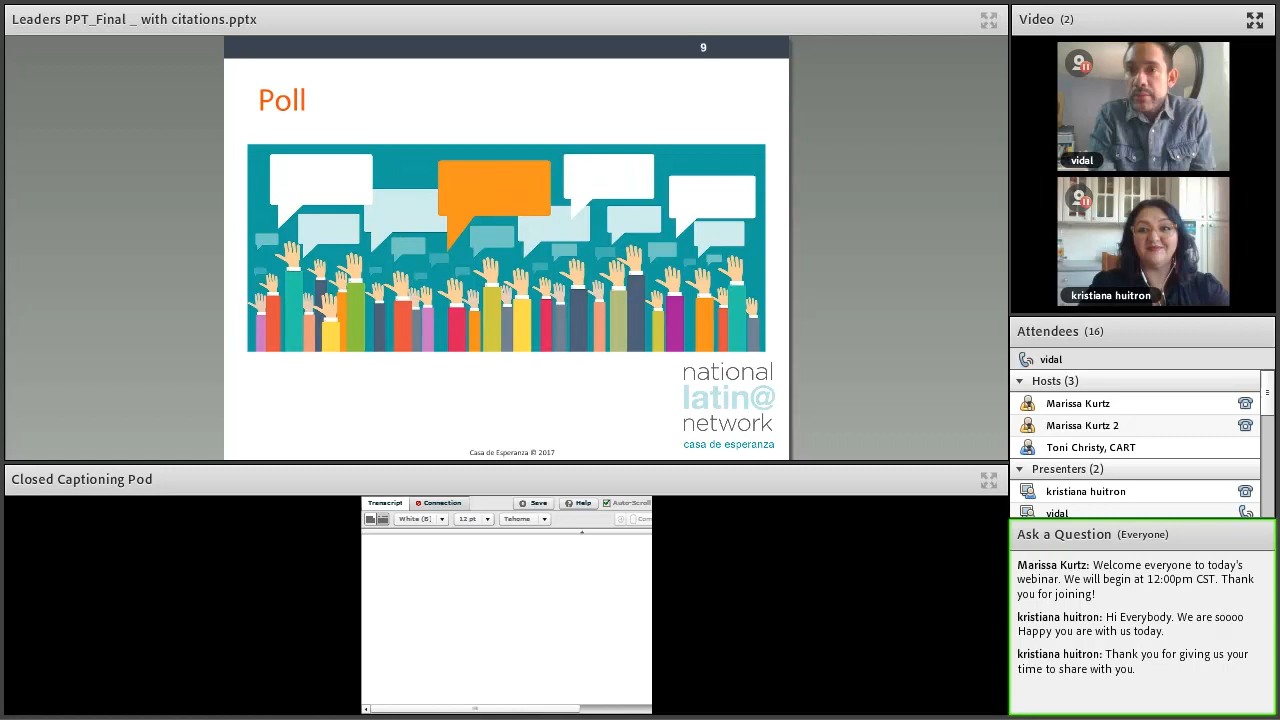 Leaders PPT_Final _ with citations.pptx
9
Poll
national
latin@
network
casa de esperanza
Casa de Esperanza © 2017
Closed Captioning Pod
Transcript
Connection
Save
Help
Auto-Scroll
White (B)
12 pt
Tahoma
Com
Video (2)
vidal
kristiana huitron
Attendees (16)
vidal
Hosts (3)
Marissa Kurtz
Marissa Kurtz 2
Toni Christy, CART
Presenters (2)
kristiana huitron
vidal
Ask a Question (Everyone)
Marissa Kurtz: Welcome everyone to today's
webinar. We will begin at 12:00pm CST. Thank
you for joining!
kristiana huitron: Hi Everybody. We are soooo
Happy you are with us today.
kristiana huitron: Thank you for giving us your
time to share with you.